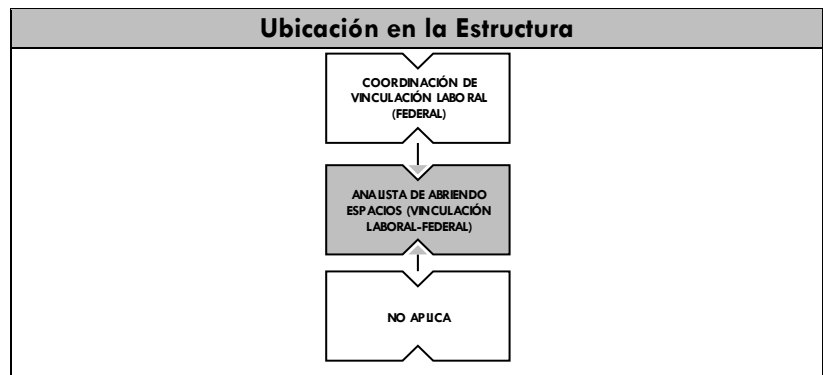 Ubicación en la Estructura
COORDINACIÓN DE
VINCULACIÓN LABORAL
(FEDERAL)
ANALISTA DE ABRIENDO
ESPACIOS (VINCULACIÓN
LABORAL-FEDERAL)
NO APLICA